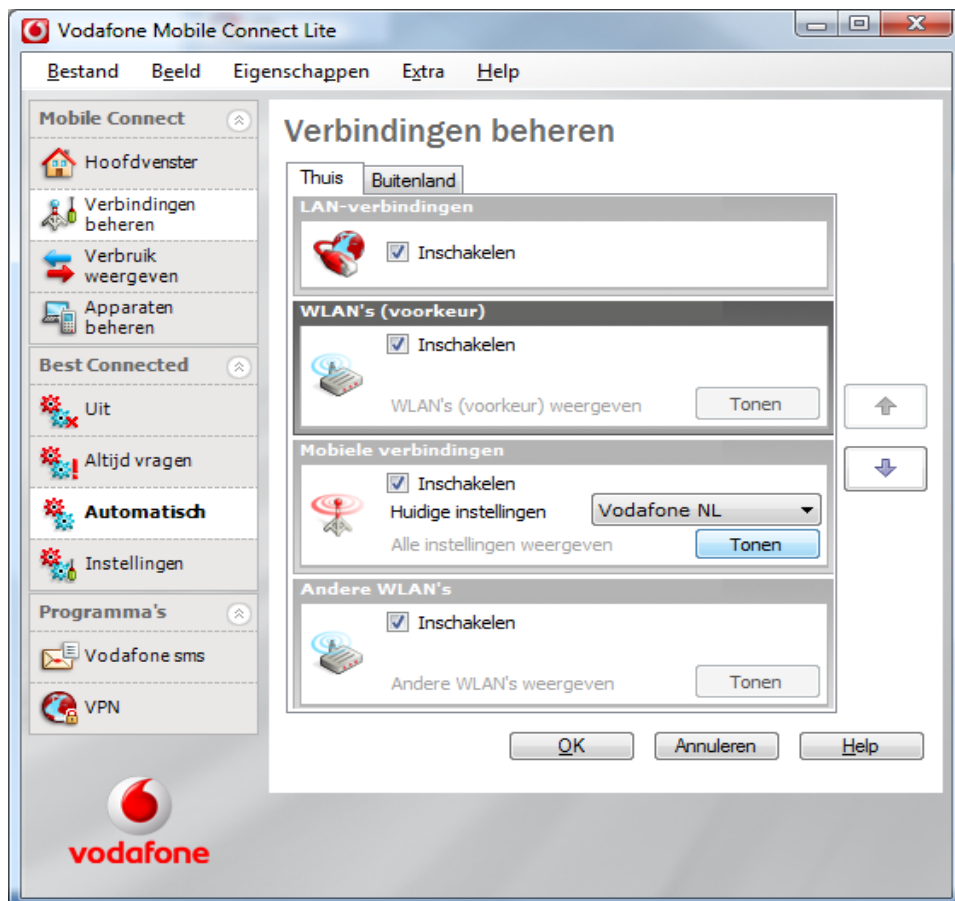 Vodafone Mobile Connect Lite
Bestand Beeld Eigenschappen Extra Help
Mobile Connect
Hoofdvenster
Verbindingen
beheren
Verbruik
weergeven
Apparaten
beheren
Best Connected
Uit
Altijd vragen
Automatisch
Instellingen
Programma's
Vodafone sms
VPN
vodafone
Verbindingen beheren
Thuis Buitenland
LAN-verbindingen
Inschakelen
WLAN's (voorkeur)
Inschakelen
WLAN's (voorkeur) weergeven Tonen
Mobiele verbindingen
Inschakelen
Huidige instellingen Vodafone NL
Alle instellingen weergeven Tonen
Andere WLAN's
Inschakelen
Andere WLAN's weergeven Tonen
OK Annuleren Help